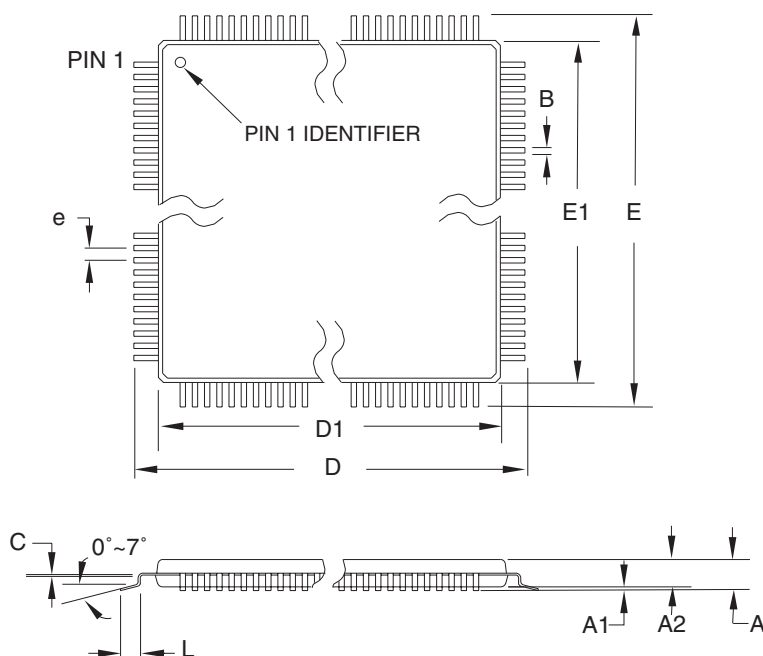 PIN 1
PIN 1 IDENTIFIER
B
e
E1
E
D1
D
C
0°~7°
L
A1
A2
A